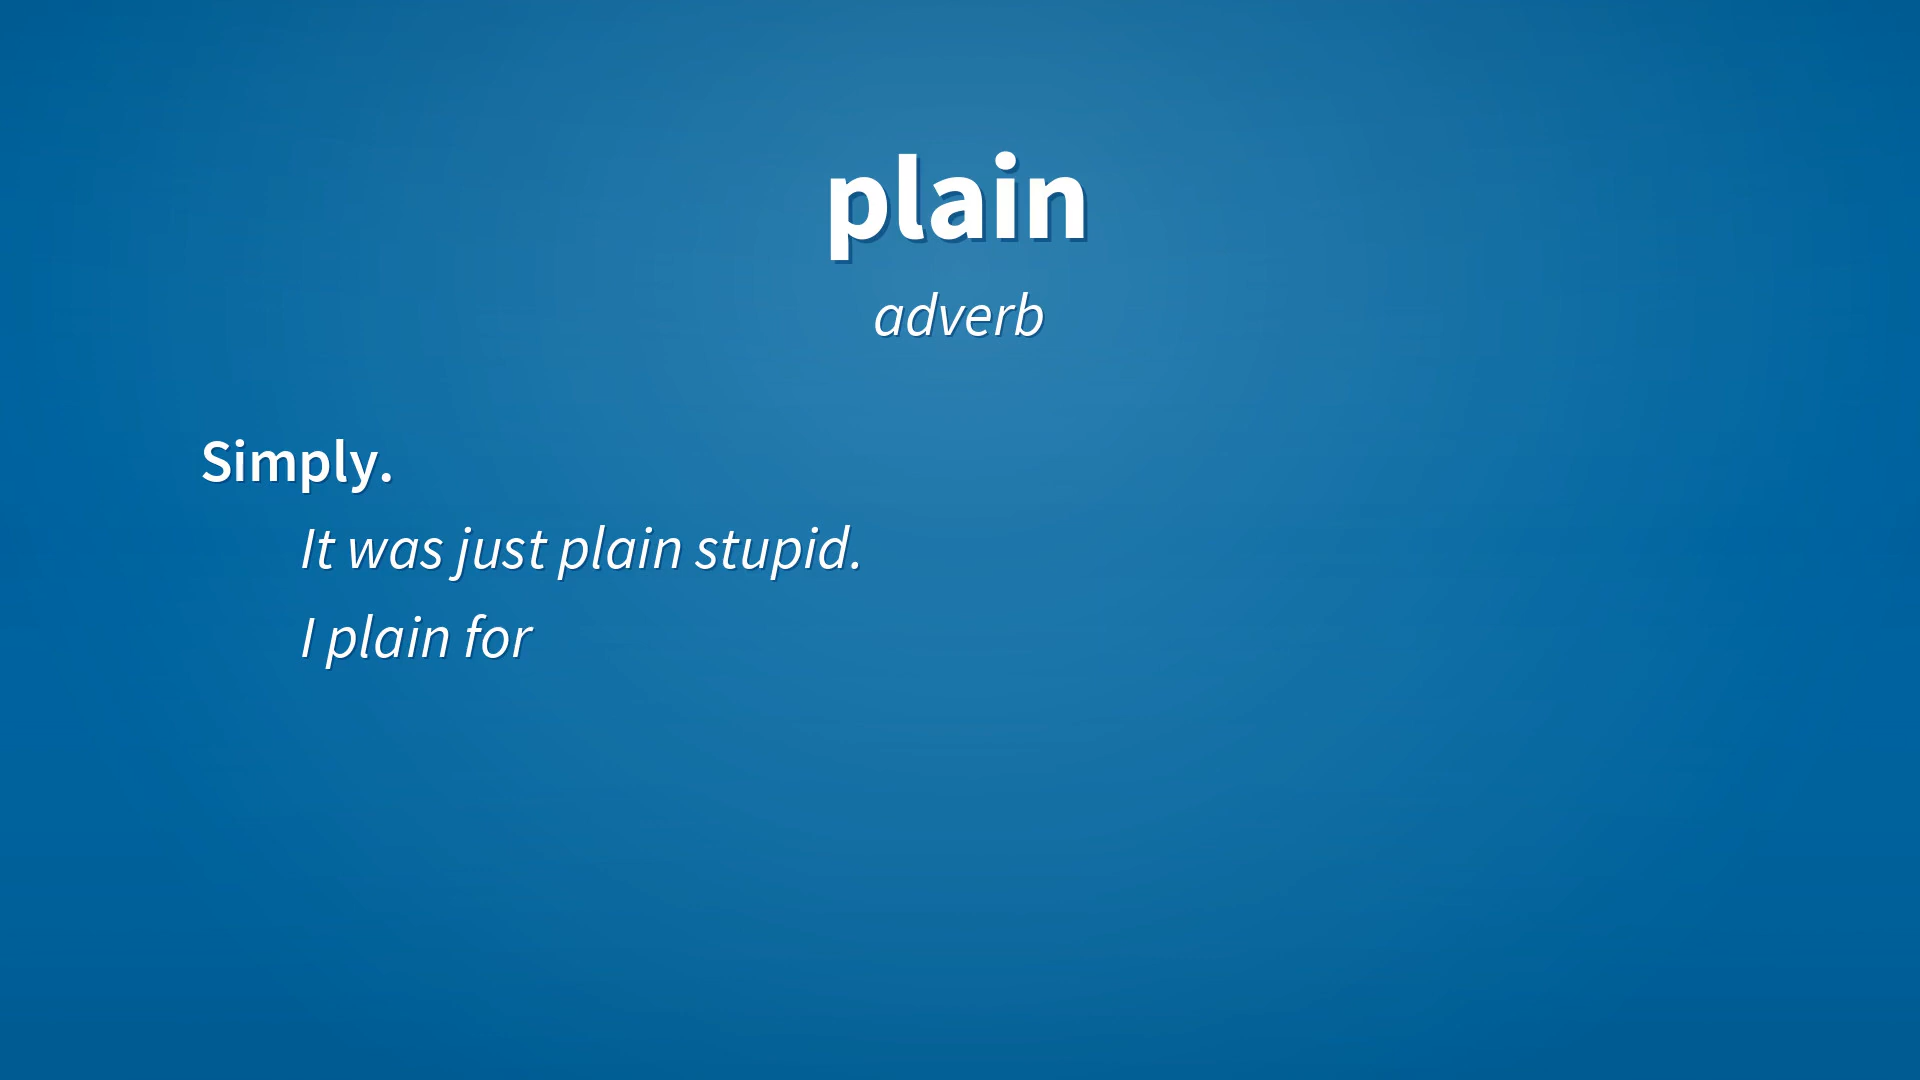 plain
adverb
Simply.
It was just plain stupid.
I plain for